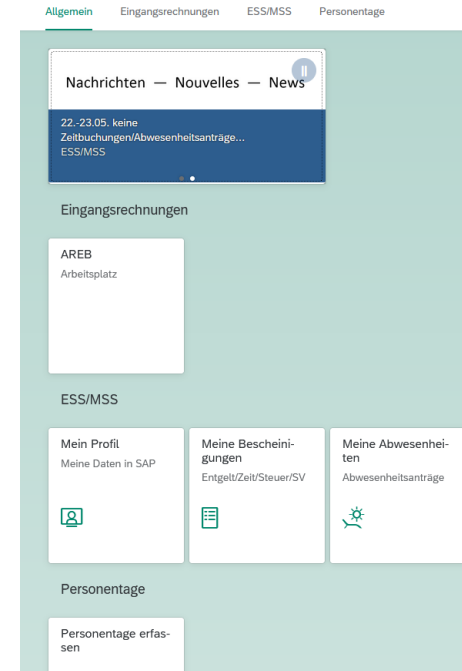 Allgemein Eingangsrechnungen ESS/MSS Personentage
Nachrichten — Nouvelles — News
22.-23.05. keine
Zeitbuchungen/Abwesenheitsanträge...
ESS/MSS
Eingangsrechnungen
AREB
Arbeitsplatz
ESS/MSS
Mein Profil
Meine Daten in SAP
Meine Bescheini-
gungen
Entgelt/Zeit/Steuer/SV
Meine Abwesenhei-
ten
Abwesenheitsanträge
Personentage
Personentage erfas-
sen